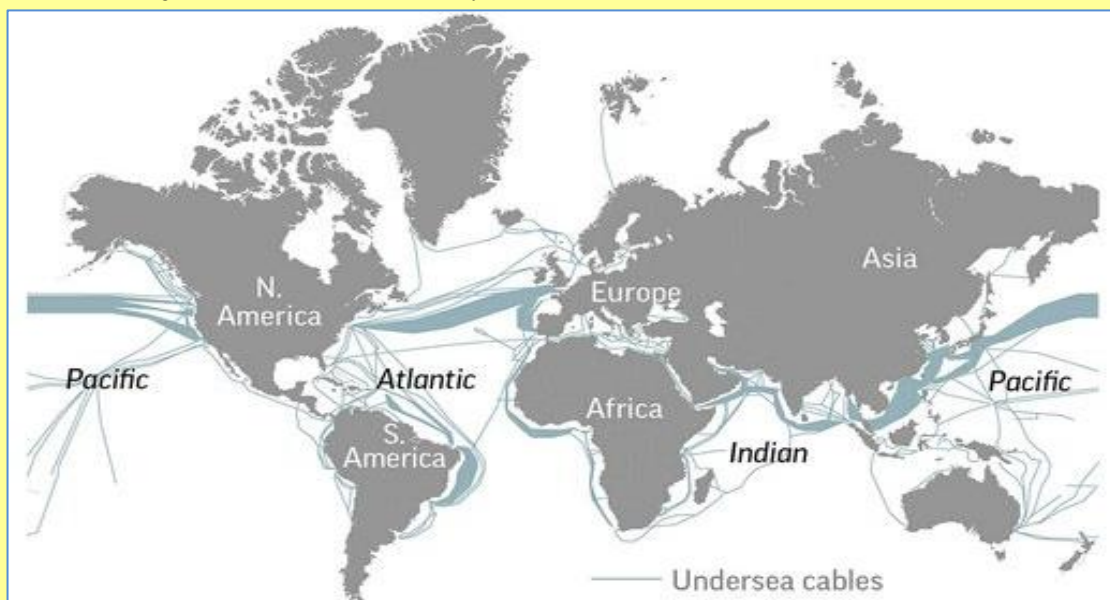 Asia
N.
America
Europe
Pacific
Atlantic
Pacific
Africa
S.
America
Indian
Undersea cables